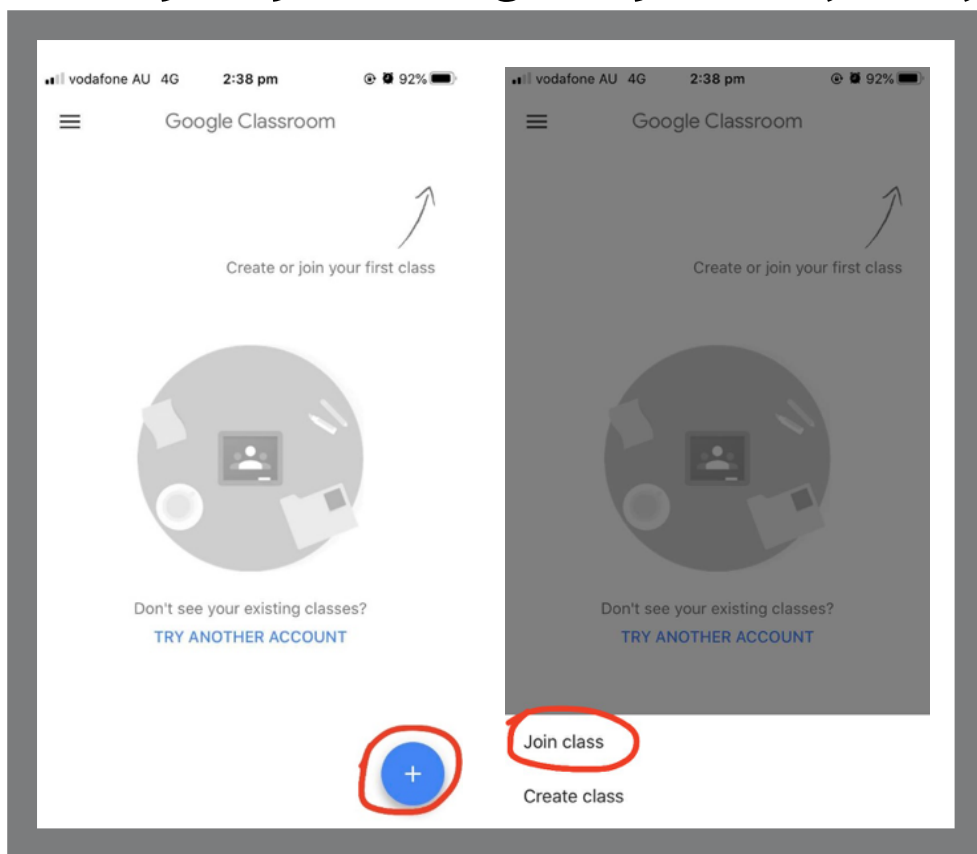 vodafone AU 4G 2:38 pm 92%
Google Classroom
Create or join your first class
Don't see your existing classes?
TRY ANOTHER ACCOUNT
+
vodafone AU 4G 2:38 pm 92%
Google Classroom
Create or join your first class
Don't see your existing classes?
TRY ANOTHER ACCOUNT
Join class
Create class